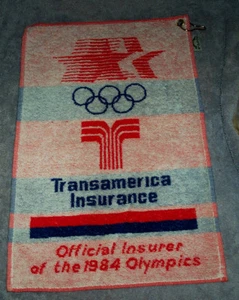 Transamerica
Insurance
Official Insurer
of the 1984 Olympics